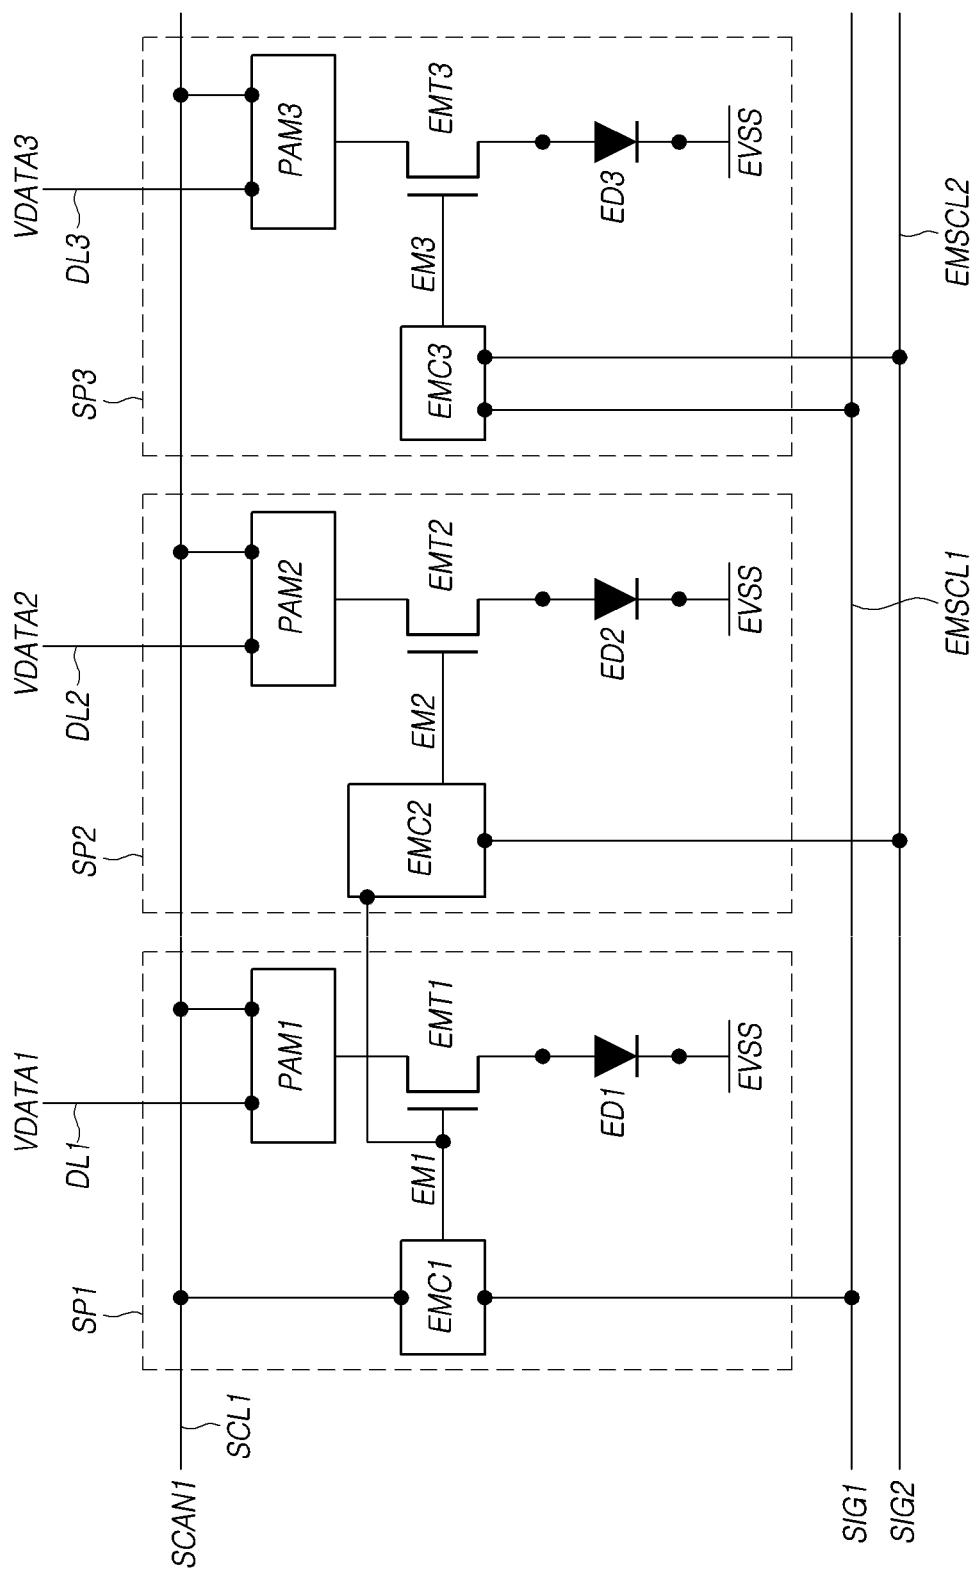 VDATA1
VDATA2
VDATA3
DL1
DL2
DL3
SP1
SP2
SP3
SCAN1
SCL1
PAM1
PAM2
PAM3
EMC1
EM1
EMT1
EMC2
EM2
EMT2
EMC3
EM3
EMT3
ED1
ED2
ED3
EVSS
EVSS
EVSS
SIG1
SIG2
EMSCL1
EMSCL2